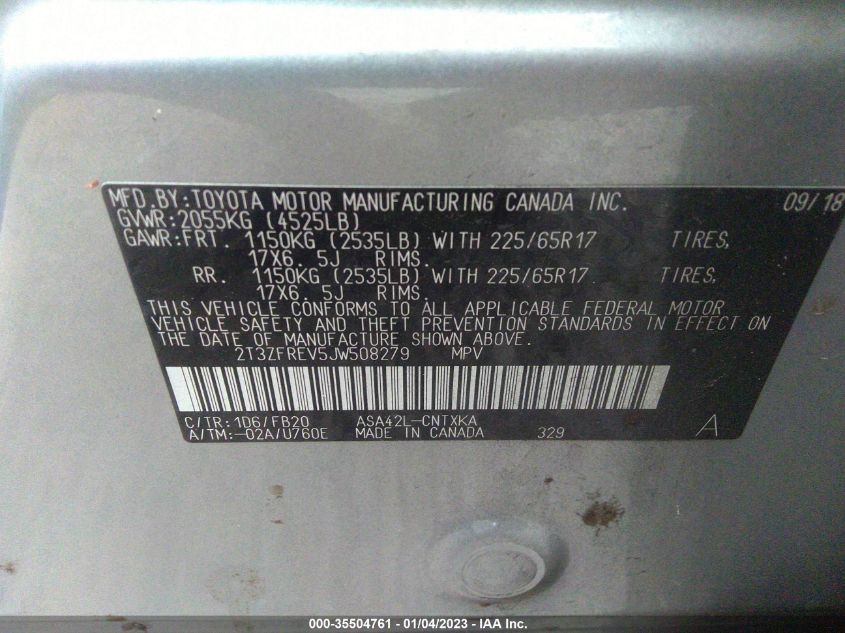 MFD.BY:TOYOTA MOTOR MANUFACTURING CANADA INC. 09/18
GVWR:2055KG (4525LB)
GAWR:FRT. 1150KG (2535LB) WITH 225/65R17 TIRES,
17X6.5J RIMS.
RR. 1150KG (2535LB) WITH 225/65R17 TIRES,
17X6.5J RIMS.
THIS VEHICLE CONFORMS TO ALL APPLICABLE FEDERAL MOTOR
VEHICLE SAFETY AND THEFT PREVENTION STANDARDS IN EFFECT ON
THE DATE OF MANUFACTURE SHOWN ABOVE.
2T3ZFREV5JW508279 MPV
C/TR:1D6/FB20 ASA42L-CNTXKA
A/TM:-02A/U760E MADE IN CANADA 329 A
000-35504761 - 01/04/2023 - IAA Inc.